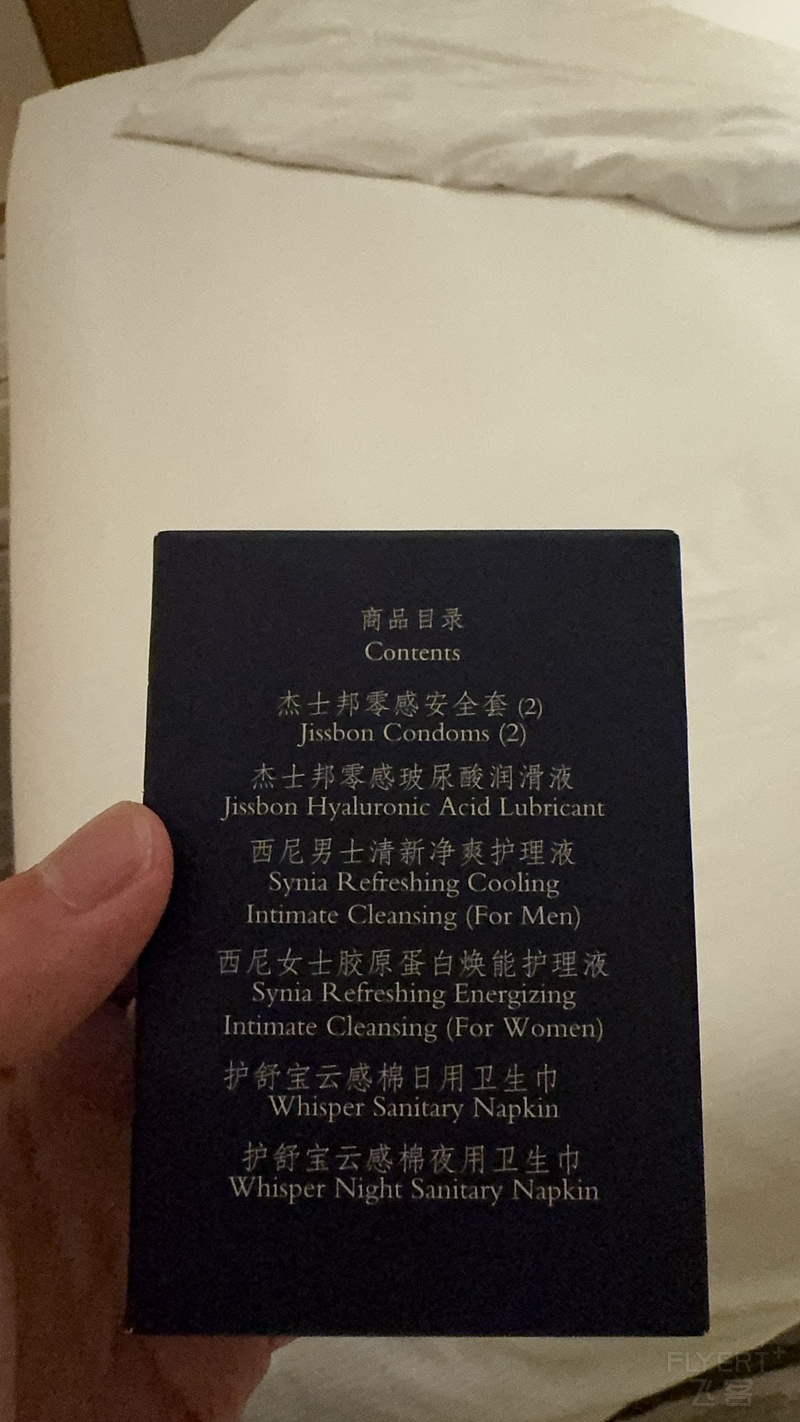 商品目录
Contents
杰士邦零感安全套 (2)
Jissbon Condoms (2)
杰士邦零感玻尿酸润滑液
Jissbon Hyaluronic Acid Lubricant
西尼男士清新净爽护理液
Synia Refreshing Cooling
Intimate Cleansing (For Men)
西尼女士胶原蛋白焕能护理液
Synia Refreshing Energizing
Intimate Cleansing (For Women)
护舒宝云感棉日用卫生巾
Whisper Sanitary Napkin
护舒宝云感棉夜用卫生巾
Whisper Night Sanitary Napkin
FLYERT+
飞客